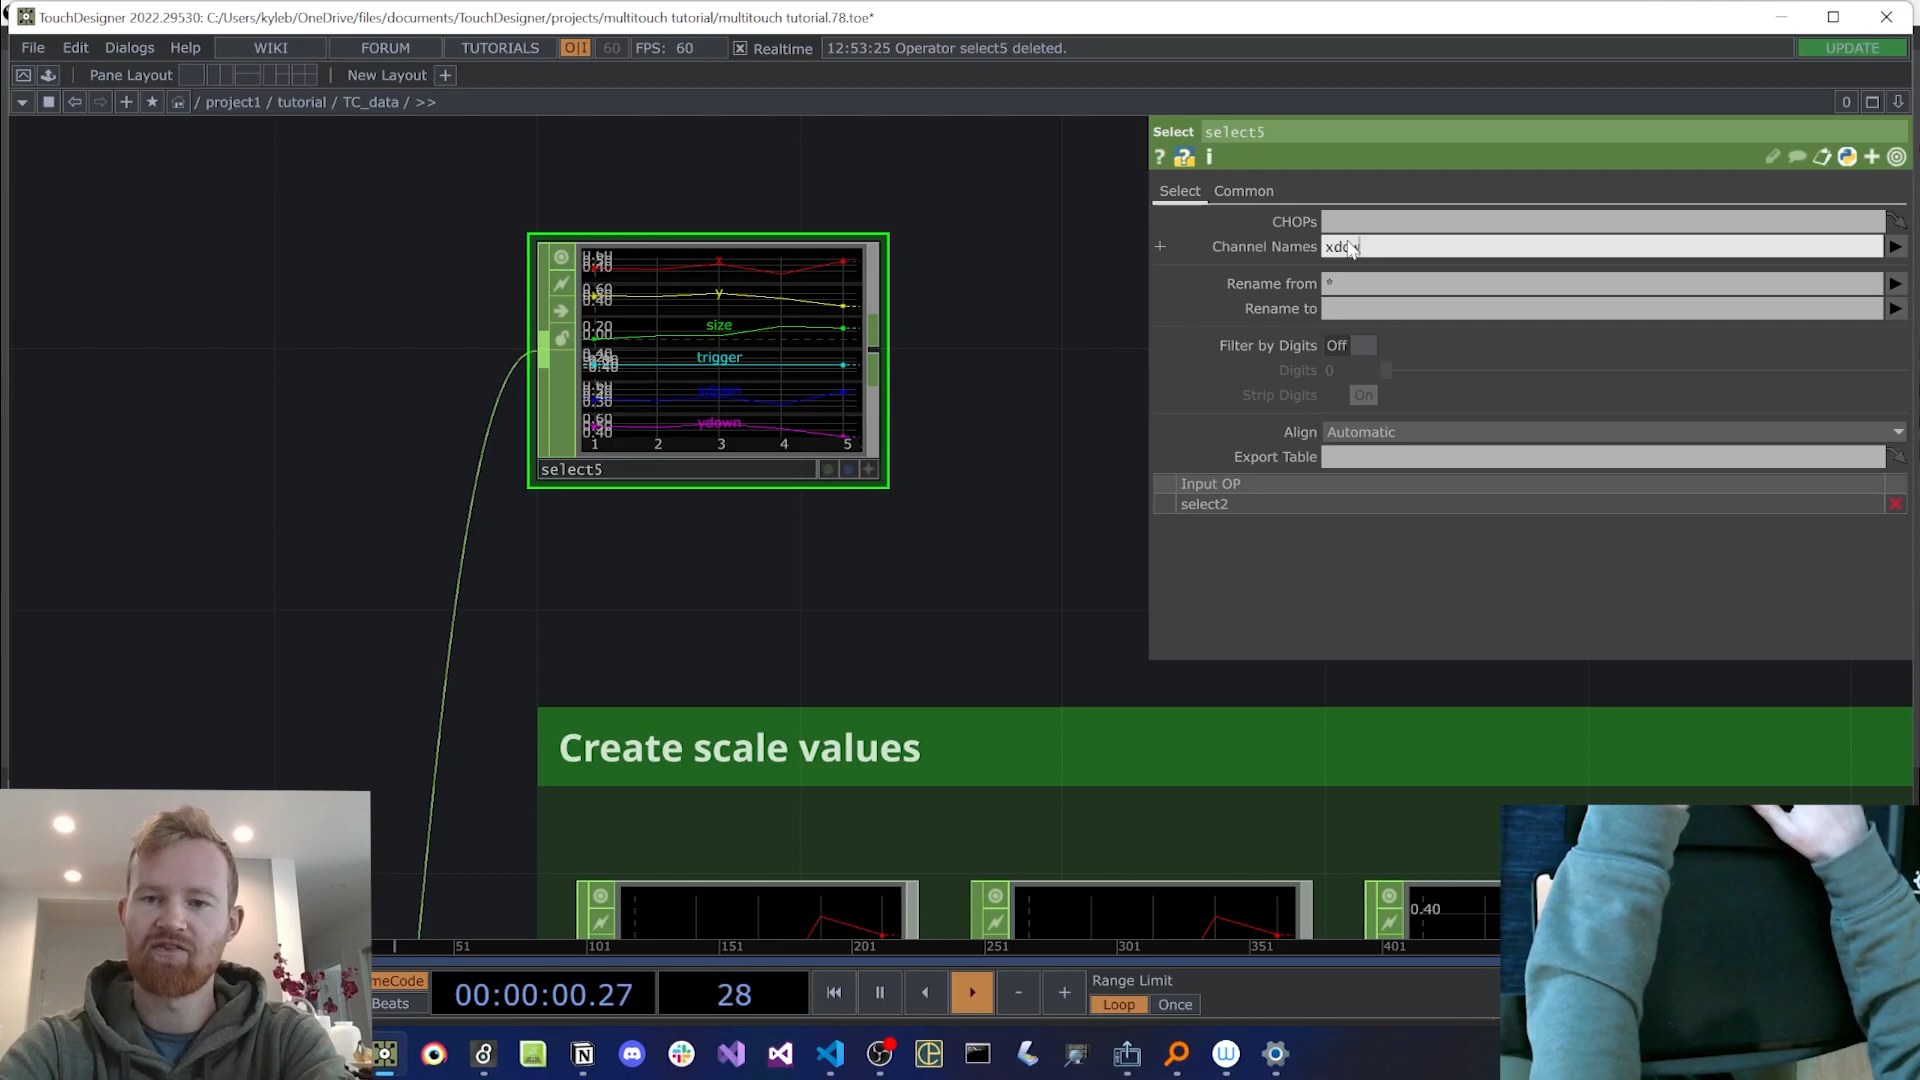 TouchDesigner 2022.29530: C:/Users/kyleb/OneDrive/files/documents/TouchDesigner/projects/multitouch tutorial/multitouch tutorial.78.toe*
File Edit Dialogs Help WIKI FORUM TUTORIALS O|I 60 FPS: 60 Realtime 12:53:25 Operator select5 deleted. UPDATE
Pane Layout New Layout +
/ project1 / tutorial / TC_data / >> 0
Select select5
? ? i
Select Common
CHOPs
+ Channel Names
Rename from *
Rename to
Filter by Digits Off
Digits 0
Strip Digits On
Align Automatic
Export Table
Input OP
select2
x
y
size
trigger
xdown
ydown
1 2 3 4 5
select5
Create scale values
0.40
51 101 151 201 251 301 351 401
Beats
00:00:00.27 28 - + Range Limit
Loop Once